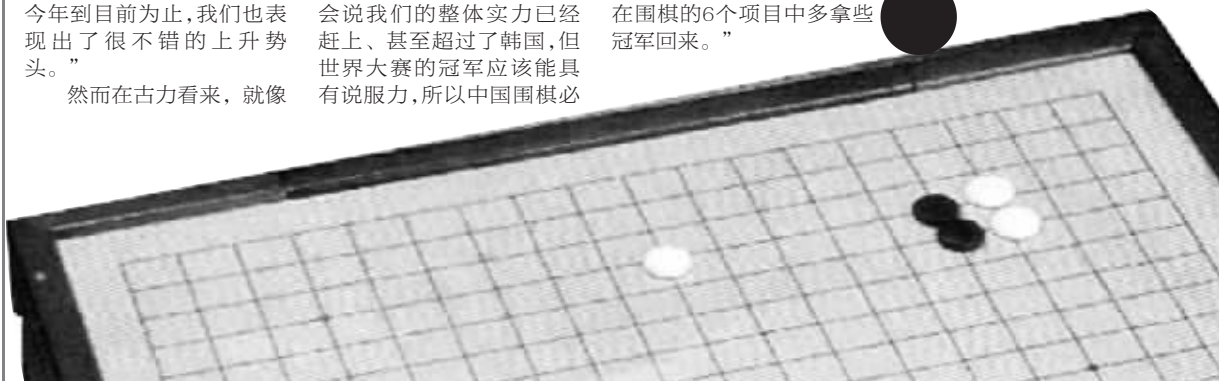 今年到目前为止，我们也表
现出了很不错的上升势
头。”
然而在古力看来，就像
会说我们的整体实力已经
赶上、甚至超过了韩国，但
世界大赛的冠军应该能具
有说服力，所以中国围棋必
在围棋的6个项目中多拿些
冠军回来。”